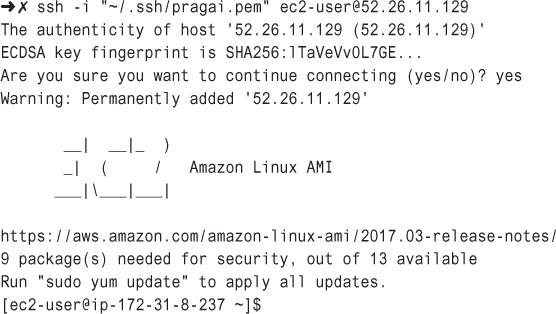 ➜✗ ssh -i "~/.ssh/pragai.pem" ec2-user@52.26.11.129
The authenticity of host '52.26.11.129 (52.26.11.129)'
ECDSA key fingerprint is SHA256:lTaVeVvOL7GE...
Are you sure you want to continue connecting (yes/no)? yes
Warning: Permanently added '52.26.11.129'
__|  __|_  )
_|  (     /   Amazon Linux AMI
___|\___|___|
https://aws.amazon.com/amazon-linux-ami/2017.03-release-notes/
9 package(s) needed for security, out of 13 available
Run "sudo yum update" to apply all updates.
[ec2-user@ip-172-31-8-237 ~]$